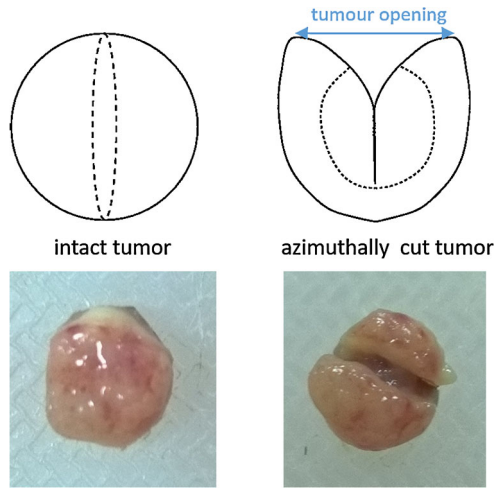 tumour opening
intact tumor
azimuthally cut tumor